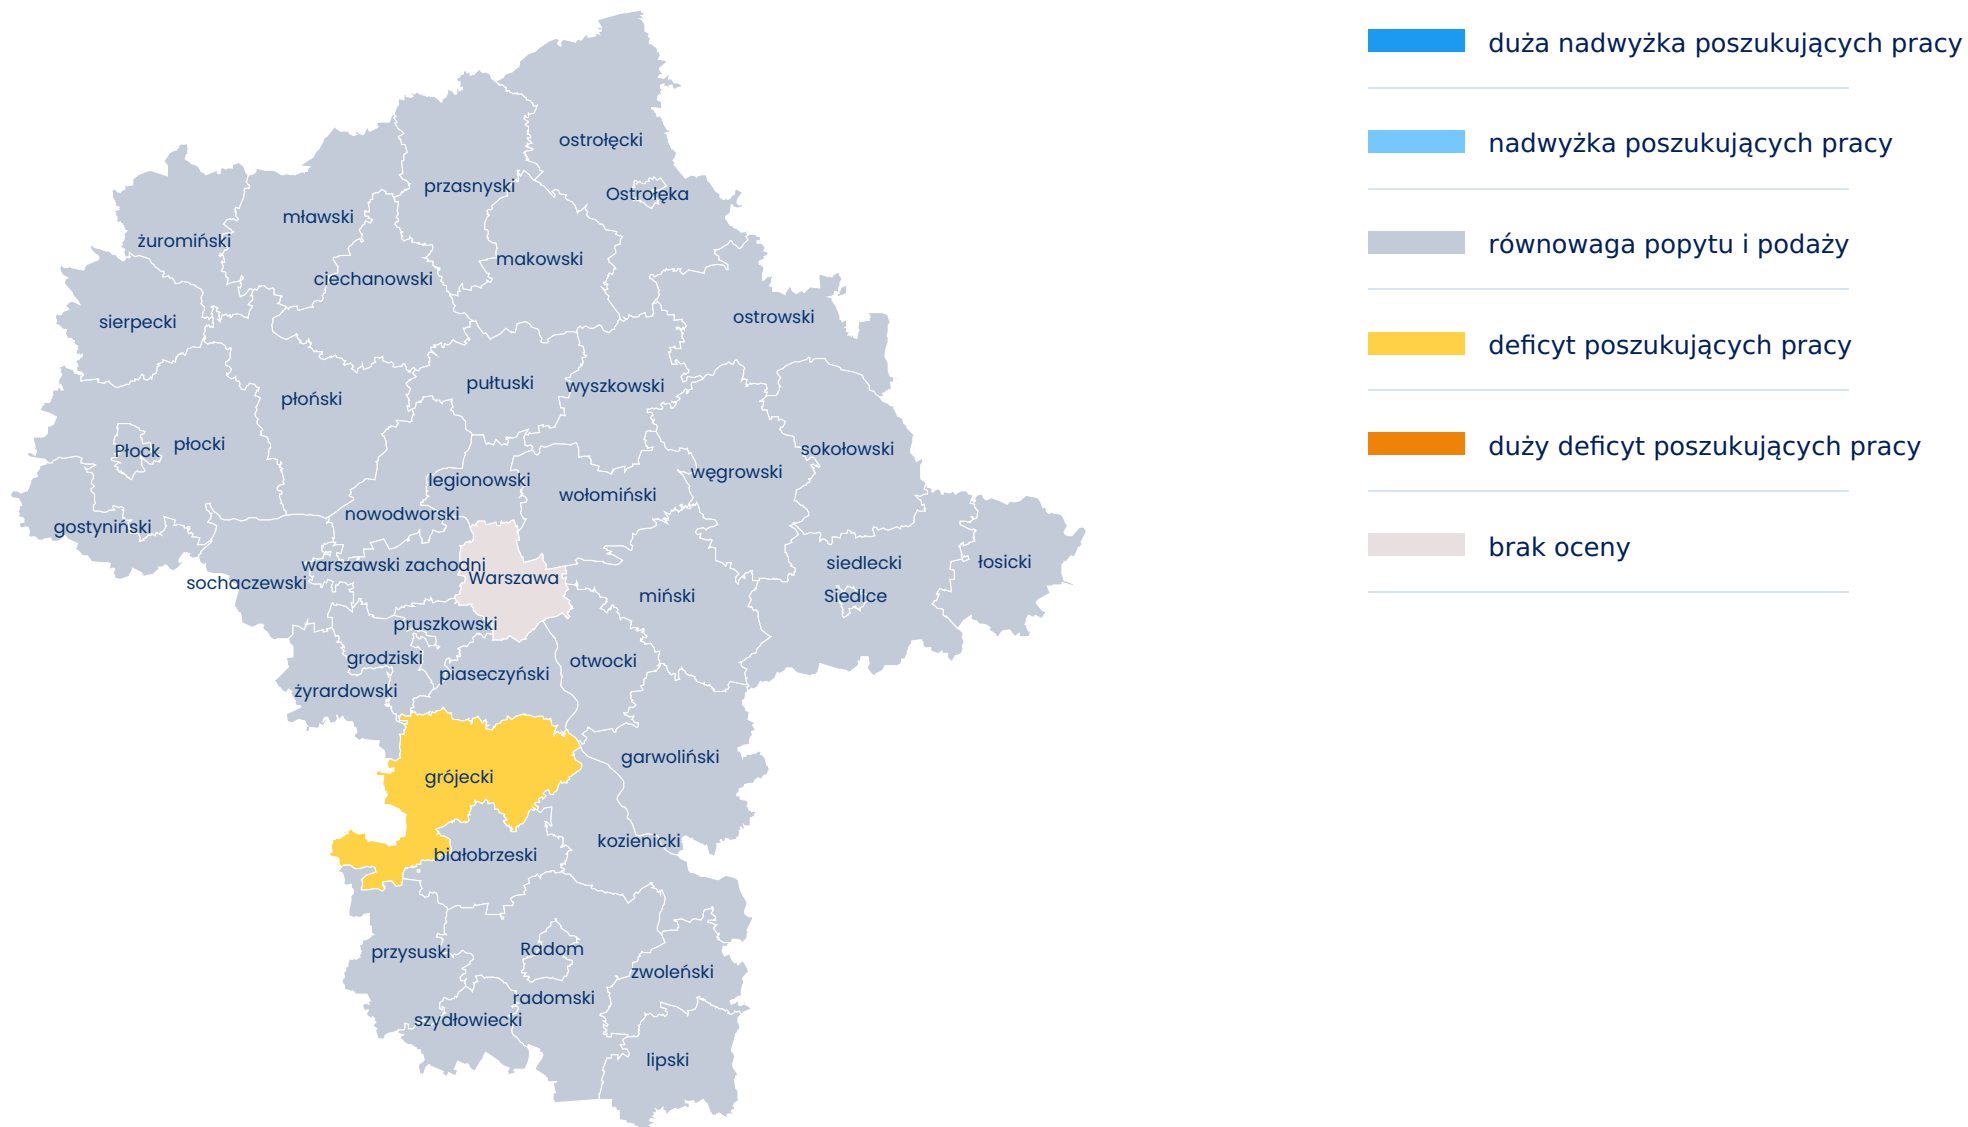 ostrołęcki
przasnyski
Ostrołęka
mławski
żuromiński
makowski
ciechanowski
sierpecki
ostrowski
pułtuski
wyszkowski
płoński
płocki
Płock
sokołowski
węgrowski
legionowski
wołomiński
nowodworski
gostyniński
siedlecki
łosicki
warszawski zachodni
Warszawa
sochaczewski
miński
Siedlce
pruszkowski
grodziski
otwocki
piaseczyński
żyrardowski
garwoliński
grójecki
kozienicki
białobrzeski
Radom
przysuski
zwoleński
radomski
szydłowiecki
lipski
duża nadwyżka poszukujących pracy
nadwyżka poszukujących pracy
równowaga popytu i podaży
deficyt poszukujących pracy
duży deficyt poszukujących pracy
brak oceny